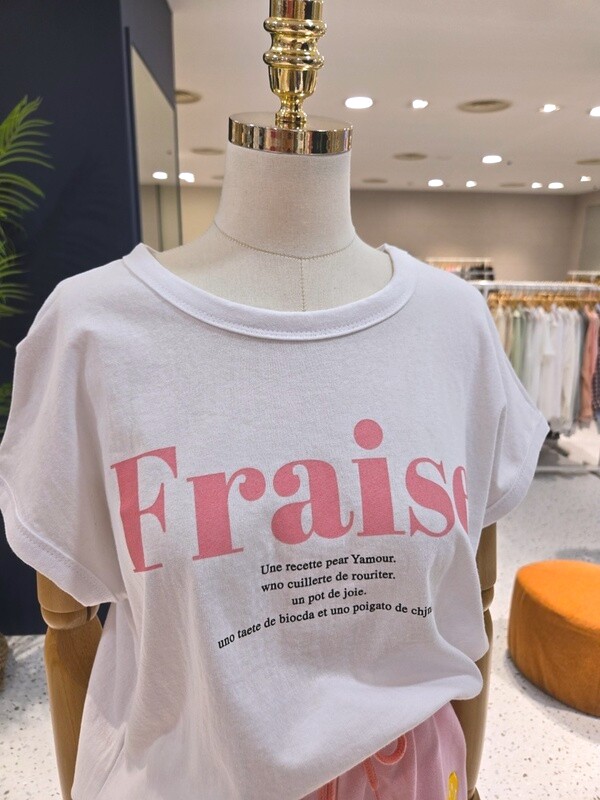 Fraise
Une recette pear Yamour.
wno cuillerte de rouriter.
un pot de joie.
uno taete de biocda et uno poigato de